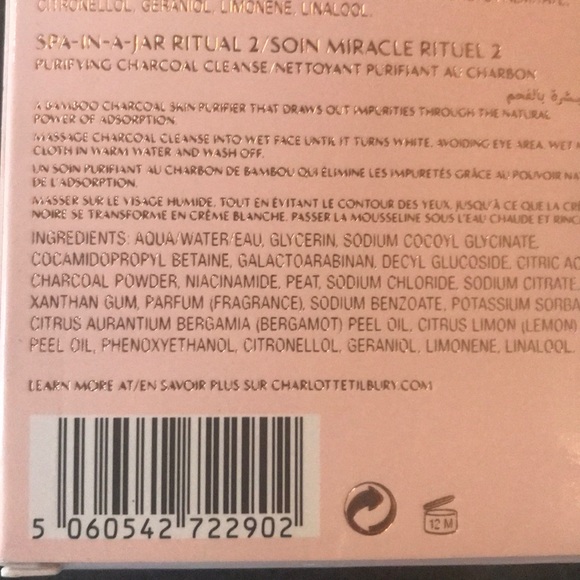 CITRONELLOL, GERANIOL, LIMONENE, LINALOOL.
SPA-IN-A-JAR RITUAL 2/SOIN MIRACLE RITUEL 2
PURIFYING CHARCOAL CLEANSE/NETTOYANT PURIFIANT AU CHARBON
بالفحم
A BAMBOO CHARCOAL SKIN PURIFIER THAT DRAWS OUT IMPURITIES THROUGH THE NATURAL
POWER OF ADSORPTION.
MASSAGE CHARCOAL CLEANSE INTO WET FACE UNTIL IT TURNS WHITE, AVOIDING EYE AREA. WET
CLOTH IN WARM WATER AND WASH OFF.
UN SOIN PURIFIANT AU CHARBON DE BAMBOU QUI ÉLIMINE LES IMPURETÉS GRÂCE AU POUVOIR
DE L'ADSORPTION.
MASSER SUR LE VISAGE HUMIDE, TOUT EN ÉVITANT LE CONTOUR DES YEUX, JUSQU'À CE QUE LA
NOIRE SE TRANSFORME EN CRÈME BLANCHE. PASSER LA MOUSSELINE SOUS L'EAU CHAUDE ET
INGREDIENTS: AQUA/WATER/EAU, GLYCERIN, SODIUM COCOYL GLYCINATE,
COCAMIDOPROPYL BETAINE, GALACTOARABINAN, DECYL GLUCOSIDE, CITRIC AC
CHARCOAL POWDER, NIACINAMIDE, PEAT, SODIUM CHLORIDE, SODIUM CITRATE,
XANTHAN GUM, PARFUM (FRAGRANCE), SODIUM BENZOATE, POTASSIUM SORBA
CITRUS AURANTIUM BERGAMIA (BERGAMOT) PEEL OIL, CITRUS LIMON (LEMON)
PEEL OIL, PHENOXYETHANOL, CITRONELLOL, GERANIOL, LIMONENE, LINALOOL.
LEARN MORE AT/EN SAVOIR PLUS SUR CHARLOTTETILBURY.COM
5 060542 722902
12 M